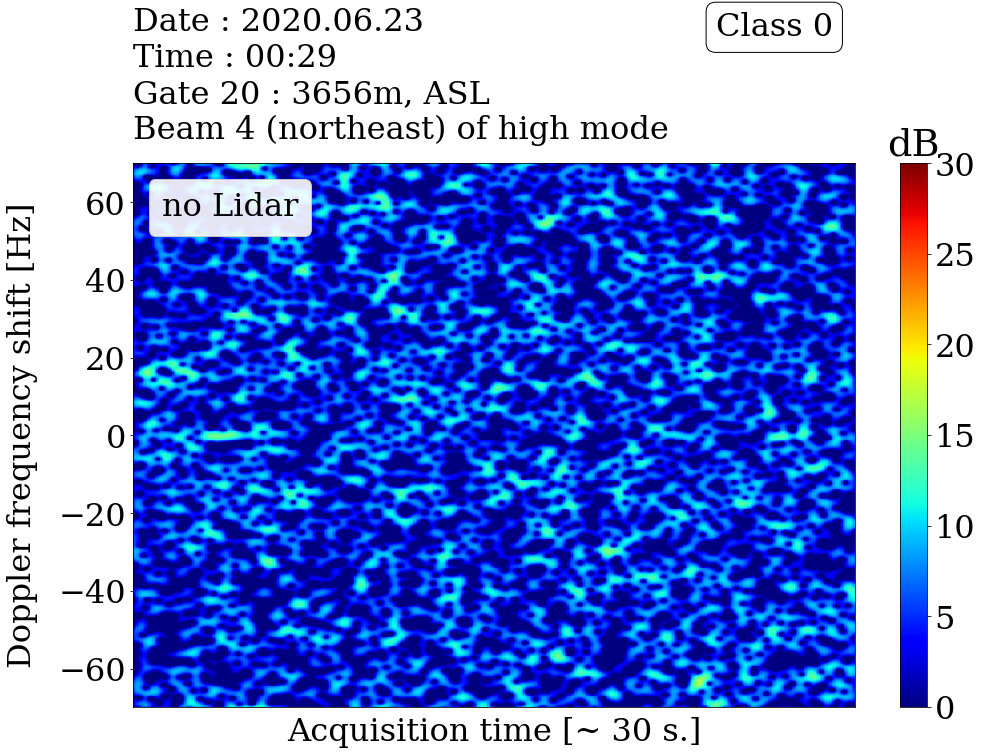 Date : 2020.06.23
Time : 00:29
Gate 20 : 3656m, ASL
Beam 4 (northeast) of high mode
Class 0
dB
no Lidar
Doppler frequency shift [Hz]
60
40
20
0
−20
−40
−60
Acquisition time [~ 30 s.]
30
25
20
15
10
5
0